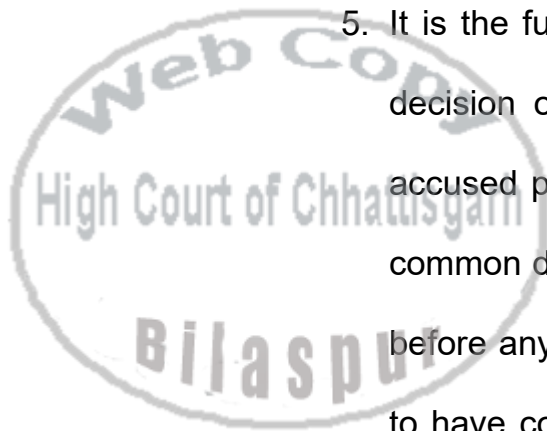 Web Copy
High Court of Chhattisgarh
Bilaspur
5. It is the fu
decision o
accused p
common d
before any
to have co